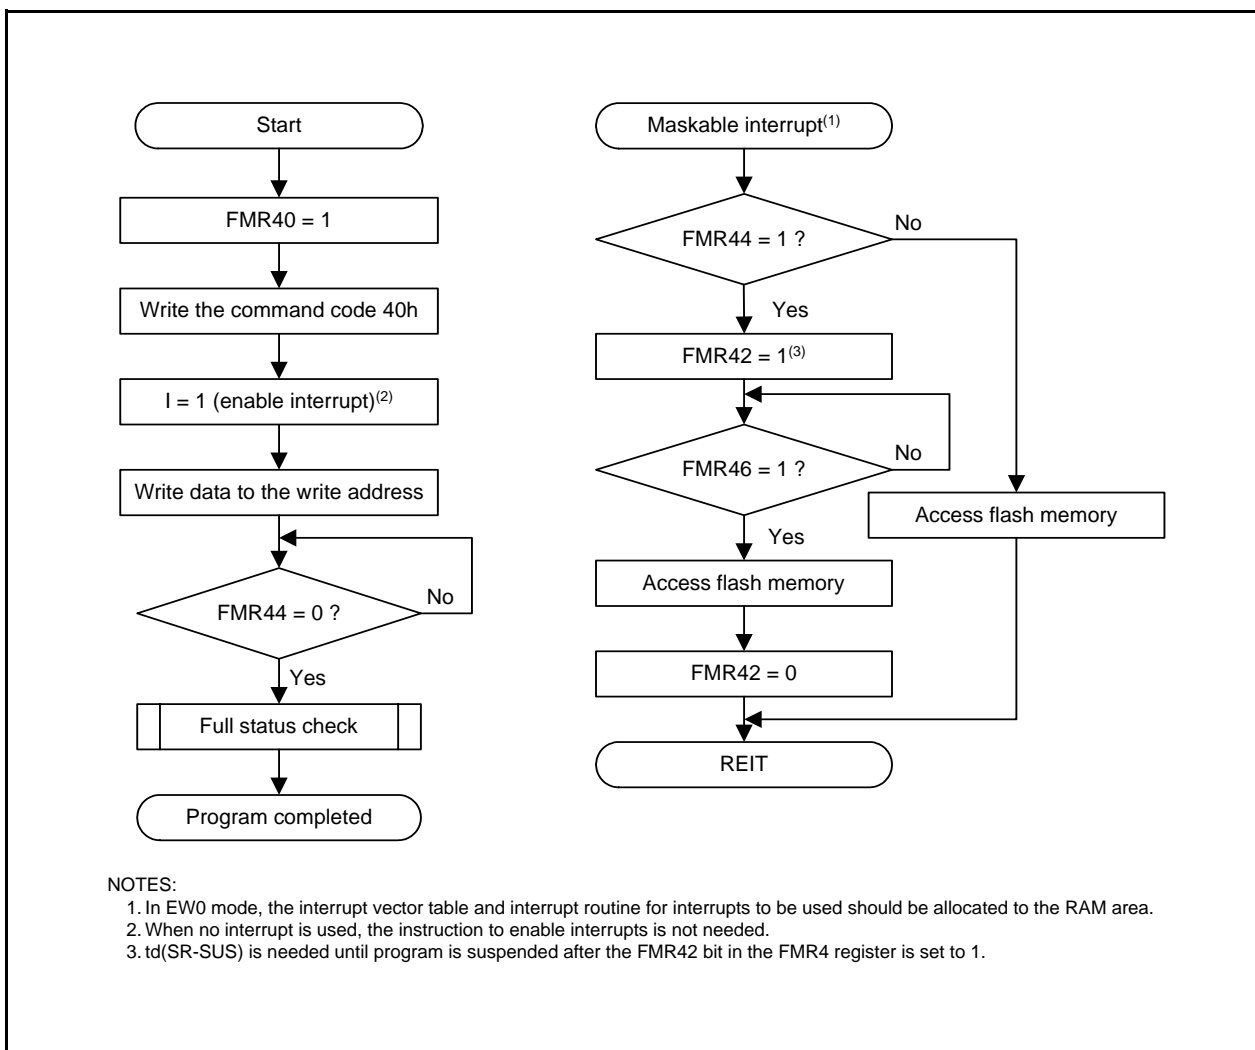 Start
FMR40 = 1
Write the command code 40h
I = 1 (enable interrupt)(2)
Write data to the write address
FMR44 = 0 ?
No
Yes
Full status check
Program completed
Maskable interrupt(1)
FMR44 = 1 ?
No
Yes
FMR42 = 1(3)
FMR46 = 1 ?
No
Yes
Access flash memory
Access flash memory
FMR42 = 0
REIT
NOTES:
1. In EW0 mode, the interrupt vector table and interrupt routine for interrupts to be used should be allocated to the RAM area.
2. When no interrupt is used, the instruction to enable interrupts is not needed.
3. td(SR-SUS) is needed until program is suspended after the FMR42 bit in the FMR4 register is set to 1.